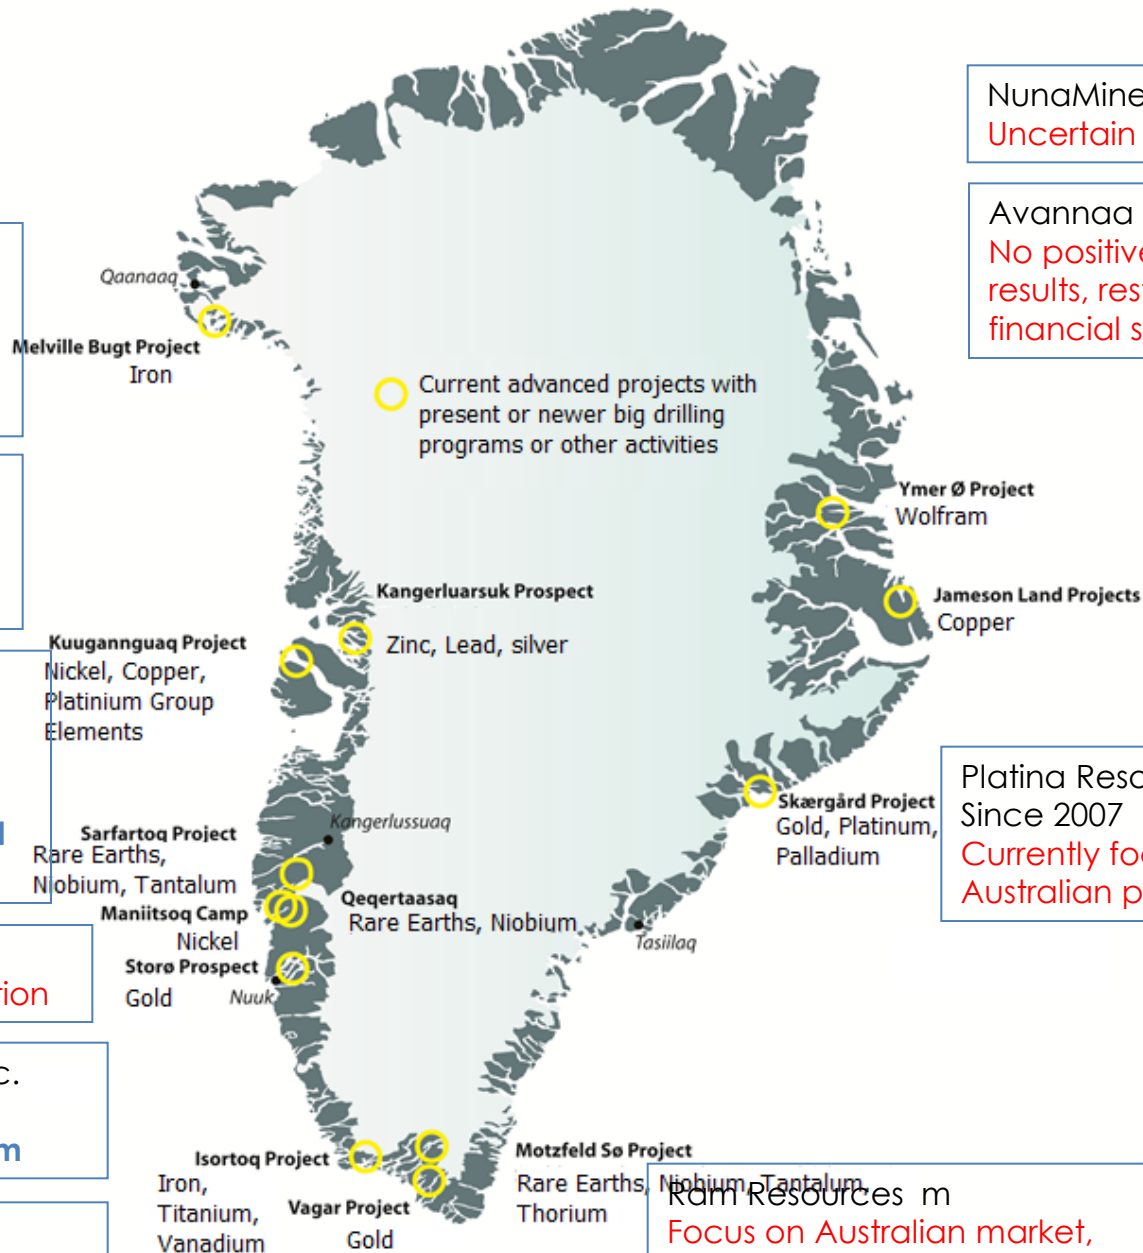 NunaMine
Uncertain
Avannaa
No positive
results, rest
financial s
Qaanaaq
Melville Bugt Project
Iron
Current advanced projects with
present or newer big drilling
programs or other activities
Ymer Ø Project
Wolfram
Jameson Land Projects
Copper
Kangerluarsuk Prospect
Zinc, Lead, silver
Kuugannguaq Project
Nickel, Copper,
Platinium Group
Elements
Platina Reso
Since 2007
Currently foc
Australian p
Skærgård Project
Gold, Platinum,
Palladium
Kangerlussuaq
Sarfartoq Project
Rare Earths,
Niobium, Tantalum
Qeqertaasaq
Rare Earths, Niobium
Maniitsoq Camp
Nickel
Tasiilaq
Storø Prospect
Gold
Nuuk
tion
c.
m
Isortoq Project
Iron,
Titanium,
Vanadium
Vagar Project
Gold
Motzfeld Sø Project
Rare Earths, Niobium, Tantalum,
Thorium
Ram Resources m
Focus on Australian market,